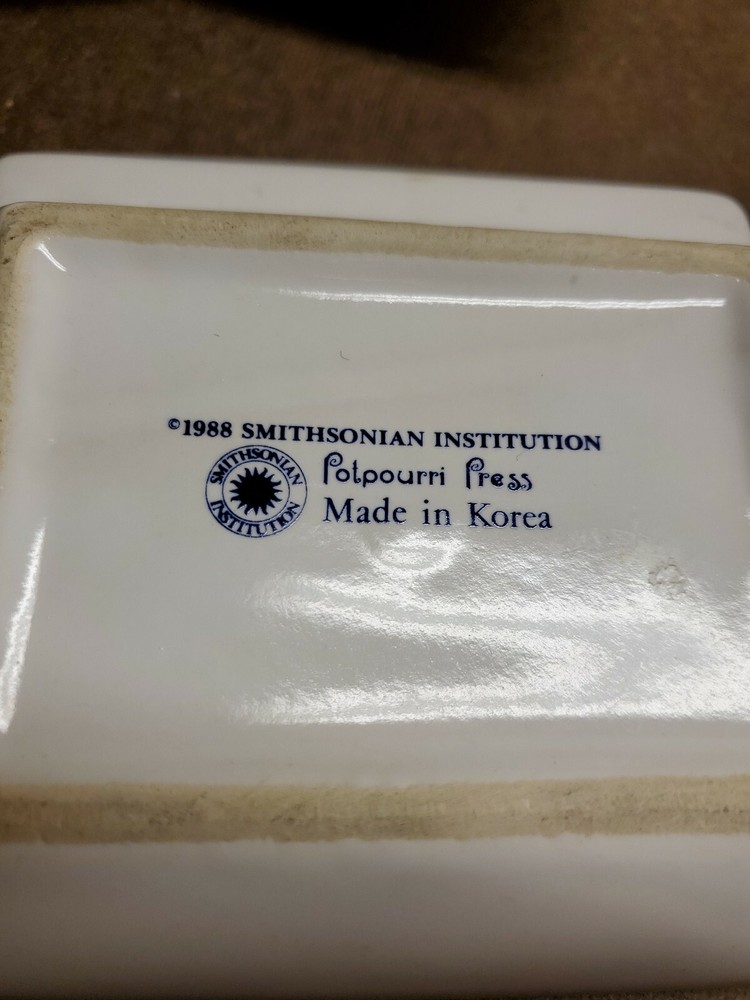 ©1988 SMITHSONIAN INSTITUTION
SMITHSONIAN INSTITUTION
Potpourri Press
Made in Korea